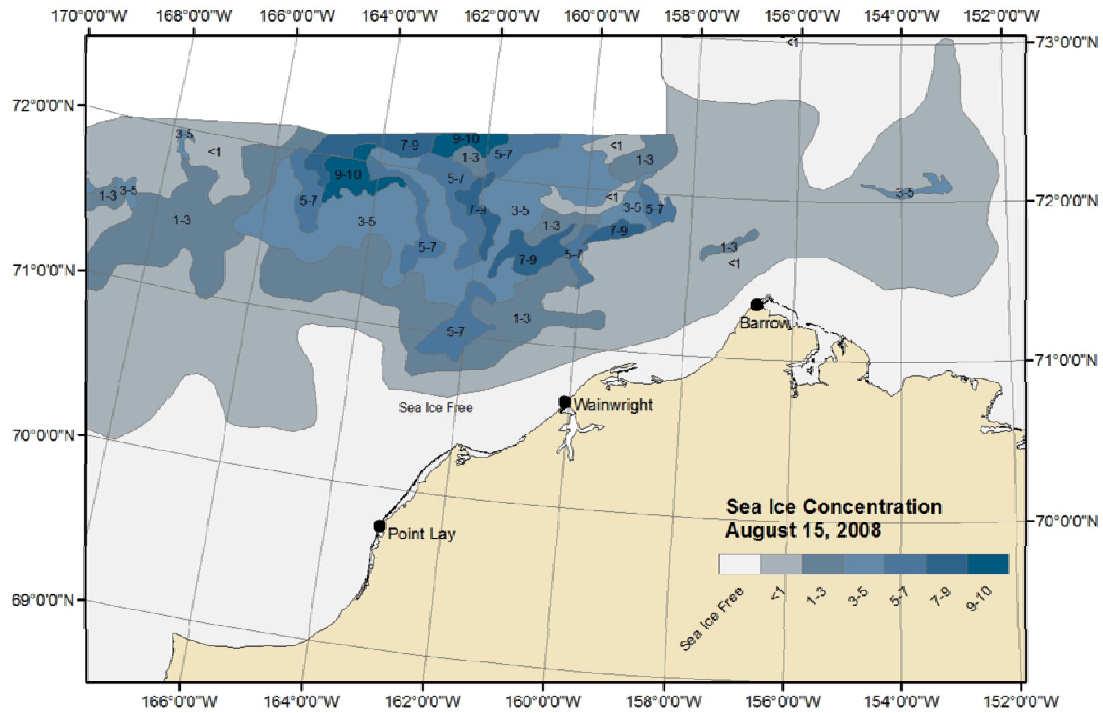 170°0'0"W 168°0'0"W 166°0'0"W 164°0'0"W 162°0'0"W 160°0'0"W 158°0'0"W 156°0'0"W 154°0'0"W 152°0'0"W
<1 73°0'0"N
72°0'0"N
3-5 7-9 9-10 <1
<1 1-3 5-7 1-3
9-10 5-7
1-3 3-5 <1 3-5 72°0'0"N
5-7 7-9 3-5 3-5 5-7
1-3 3-5 1-3 7-9
5-7 5-7 1-3
71°0'0"N 7-9 <1
1-3
5-7 Barrow
71°0'0"N
Sea Ice Free Wainwright
70°0'0"N
Sea Ice Concentration
August 15, 2008 70°0'0"N
Point Lay
69°0'0"N
Sea Ice Free <1 1-3 3-5 5-7 7-9 9-10
166°0'0"W 164°0'0"W 162°0'0"W 160°0'0"W 158°0'0"W 156°0'0"W 154°0'0"W 152°0'0"W